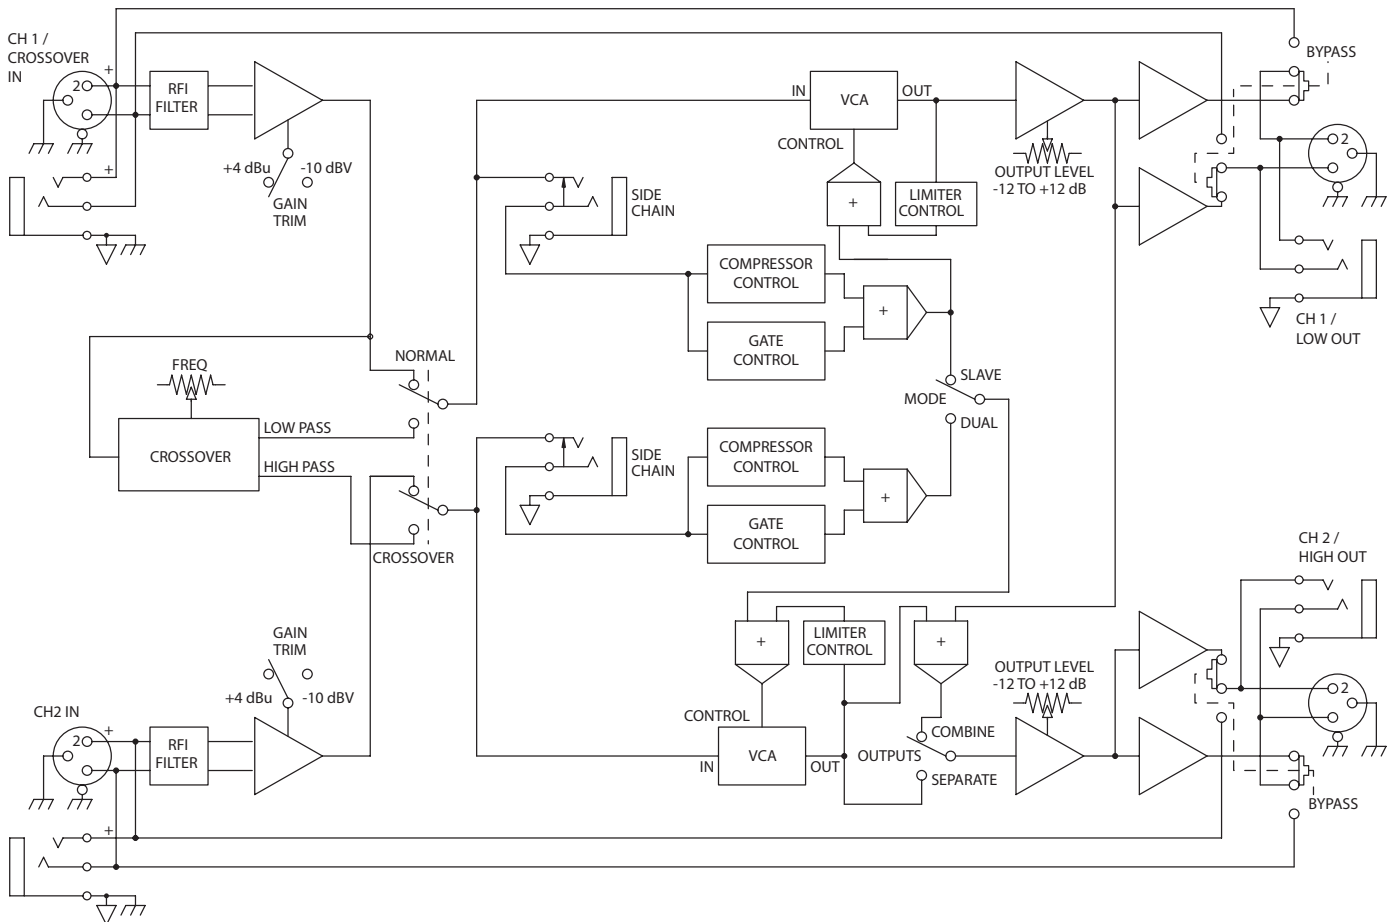 CH 1 /
CROSSOVER
IN
+
2
RFI
FILTER
+4 dBu
-10 dBV
GAIN
TRIM
+
IN
VCA
OUT
CONTROL
+
LIMITER
CONTROL
OUTPUT LEVEL
-12 TO +12 dB
BYPASS
2
CH 1 /
LOW OUT
SIDE
CHAIN
COMPRESSOR
CONTROL
GATE
CONTROL
+
FREQ
NORMAL
CROSSOVER
LOW PASS
HIGH PASS
CROSSOVER
SLAVE
MODE
DUAL
SIDE
CHAIN
COMPRESSOR
CONTROL
GATE
CONTROL
+
CH 2 /
HIGH OUT
GAIN
TRIM
+4 dBu
-10 dBV
CH2 IN
+
2
RFI
FILTER
+
+
LIMITER
CONTROL
+
CONTROL
IN
VCA
OUT
COMBINE
OUTPUTS
SEPARATE
OUTPUT LEVEL
-12 TO +12 dB
2
BYPASS